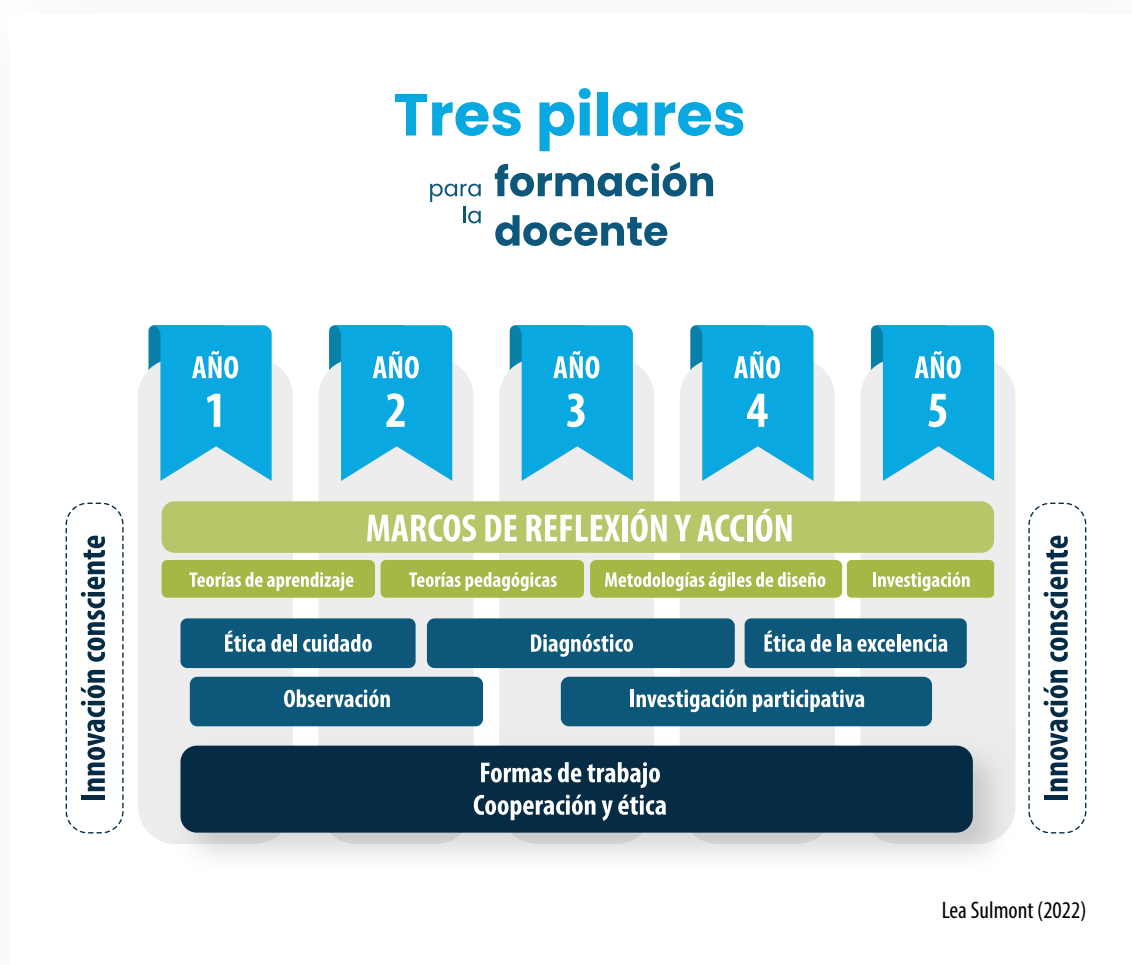 Tres pilares
para la formación
docente
AÑO 1
AÑO 2
AÑO 3
AÑO 4
AÑO 5
Innovación consciente
MARCOS DE REFLEXIÓN Y ACCIÓN
Teorías de aprendizaje
Teorías pedagógicas
Metodologías ágiles de diseño
Investigación
Ética del cuidado
Diagnóstico
Ética de la excelencia
Observación
Investigación participativa
Formas de trabajo
Cooperación y ética
Innovación consciente
Lea Sulmont (2022)